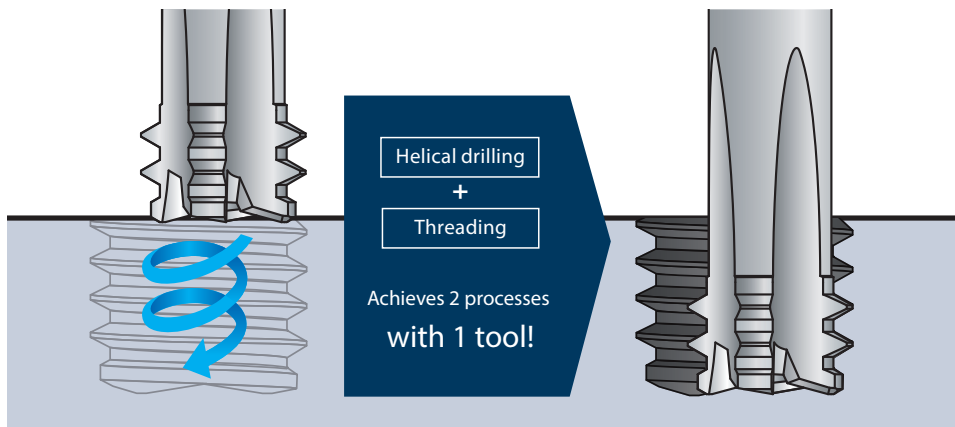 Helical drilling
+
Threading
Achieves 2 processes
with 1 tool!